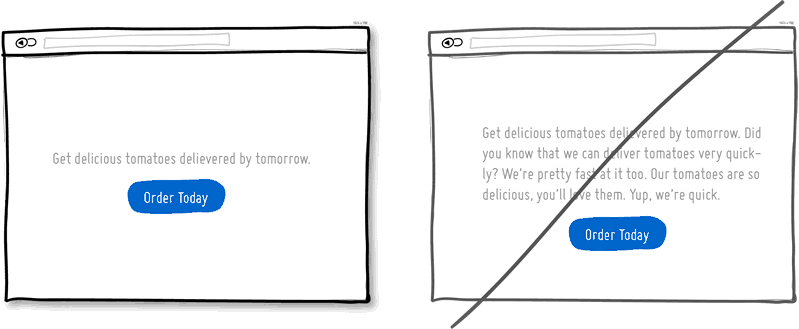 Get delicious tomatoes delievered by tomorrow.
Order Today
Get delicious tomatoes delievered by tomorrow. Did
you know that we can deliver tomatoes very quick-
ly? We're pretty fast at it too. Our tomatoes are so
delicious, you'll love them. Yup, we're quick.
Order Today